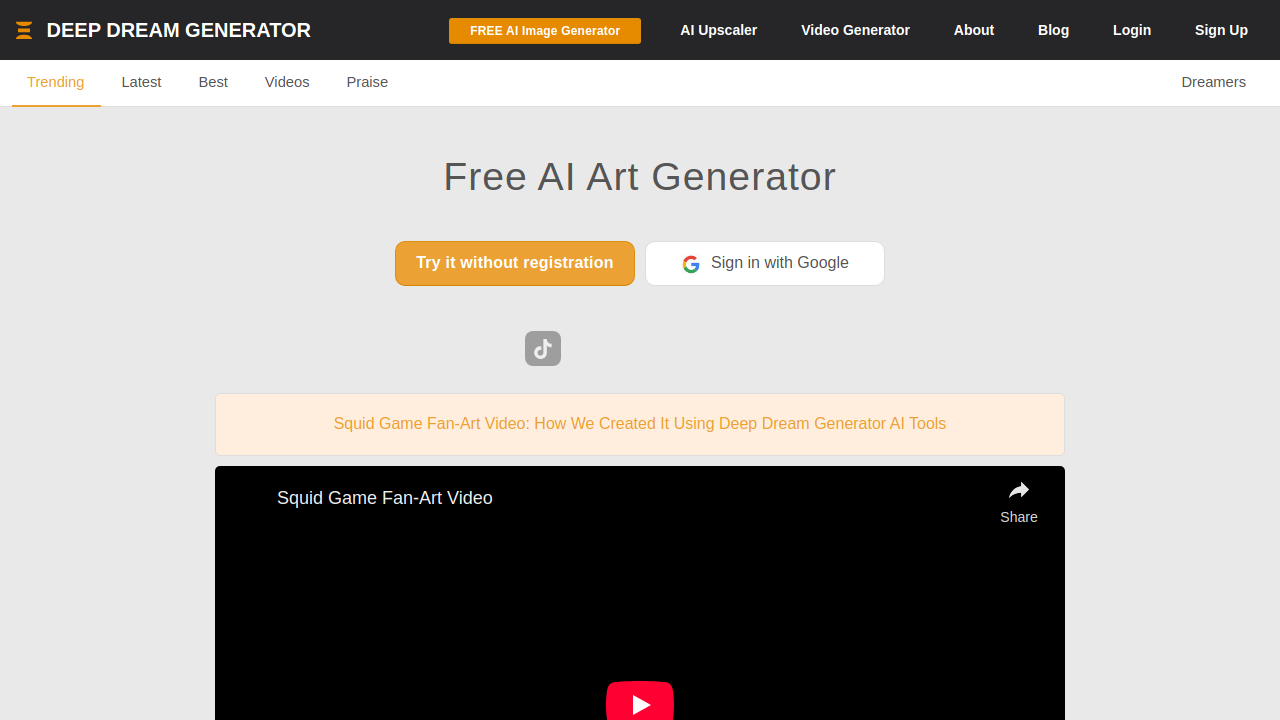 DEEP DREAM GENERATOR
FREE AI Image Generator
AI Upscaler
Video Generator
About
Blog
Login
Sign Up
Trending
Latest
Best
Videos
Praise
Dreamers
Free AI Art Generator
Try it without registration
Sign in with Google
Squid Game Fan-Art Video: How We Created It Using Deep Dream Generator AI Tools
Squid Game Fan-Art Video
Share